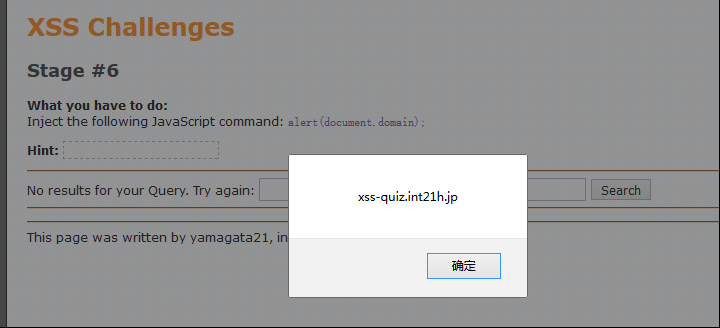 XSS Challenges
Stage #6
What you have to do:
Inject the following JavaScript command: alert(document.domain);
Hint:
No results for your Query. Try again: Search
xss-quiz.int21h.jp
This page was written by yamagata21, in
确定